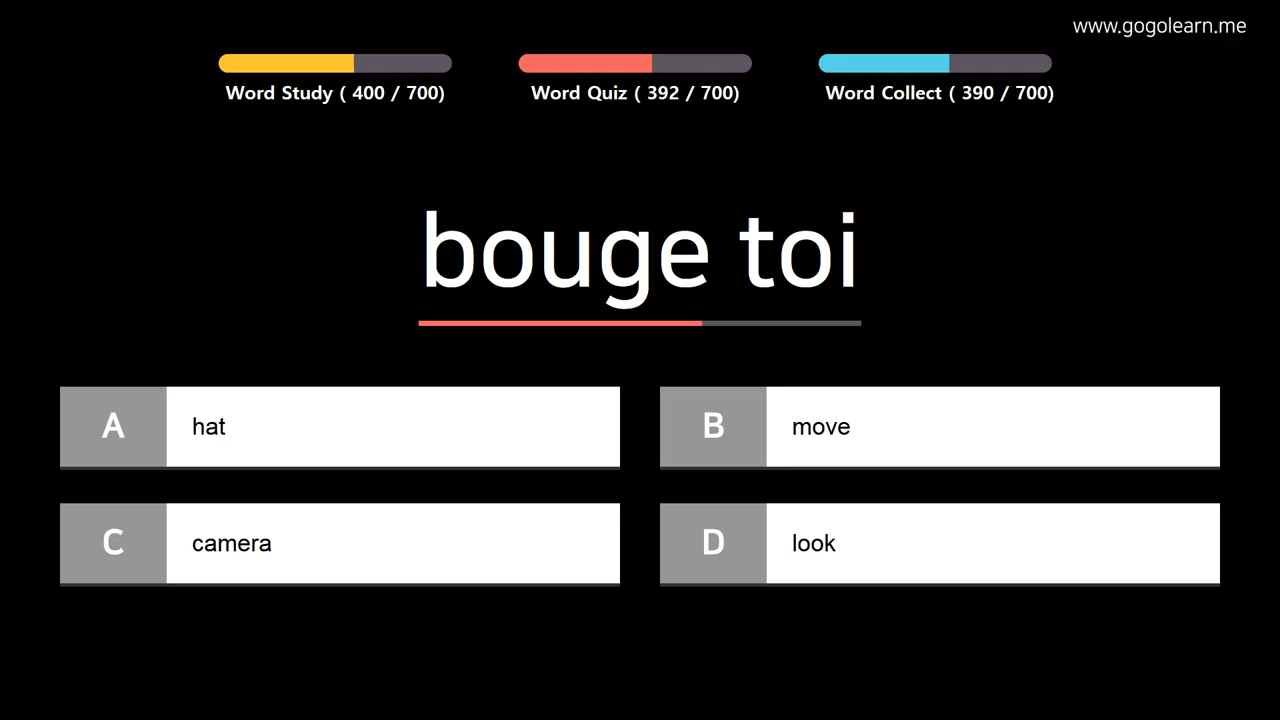 www.gogolearn.me
Word Study ( 400 / 700)
Word Quiz ( 392 / 700)
Word Collect ( 390 / 700)
bouge toi
A
hat
B
move
C
camera
D
look